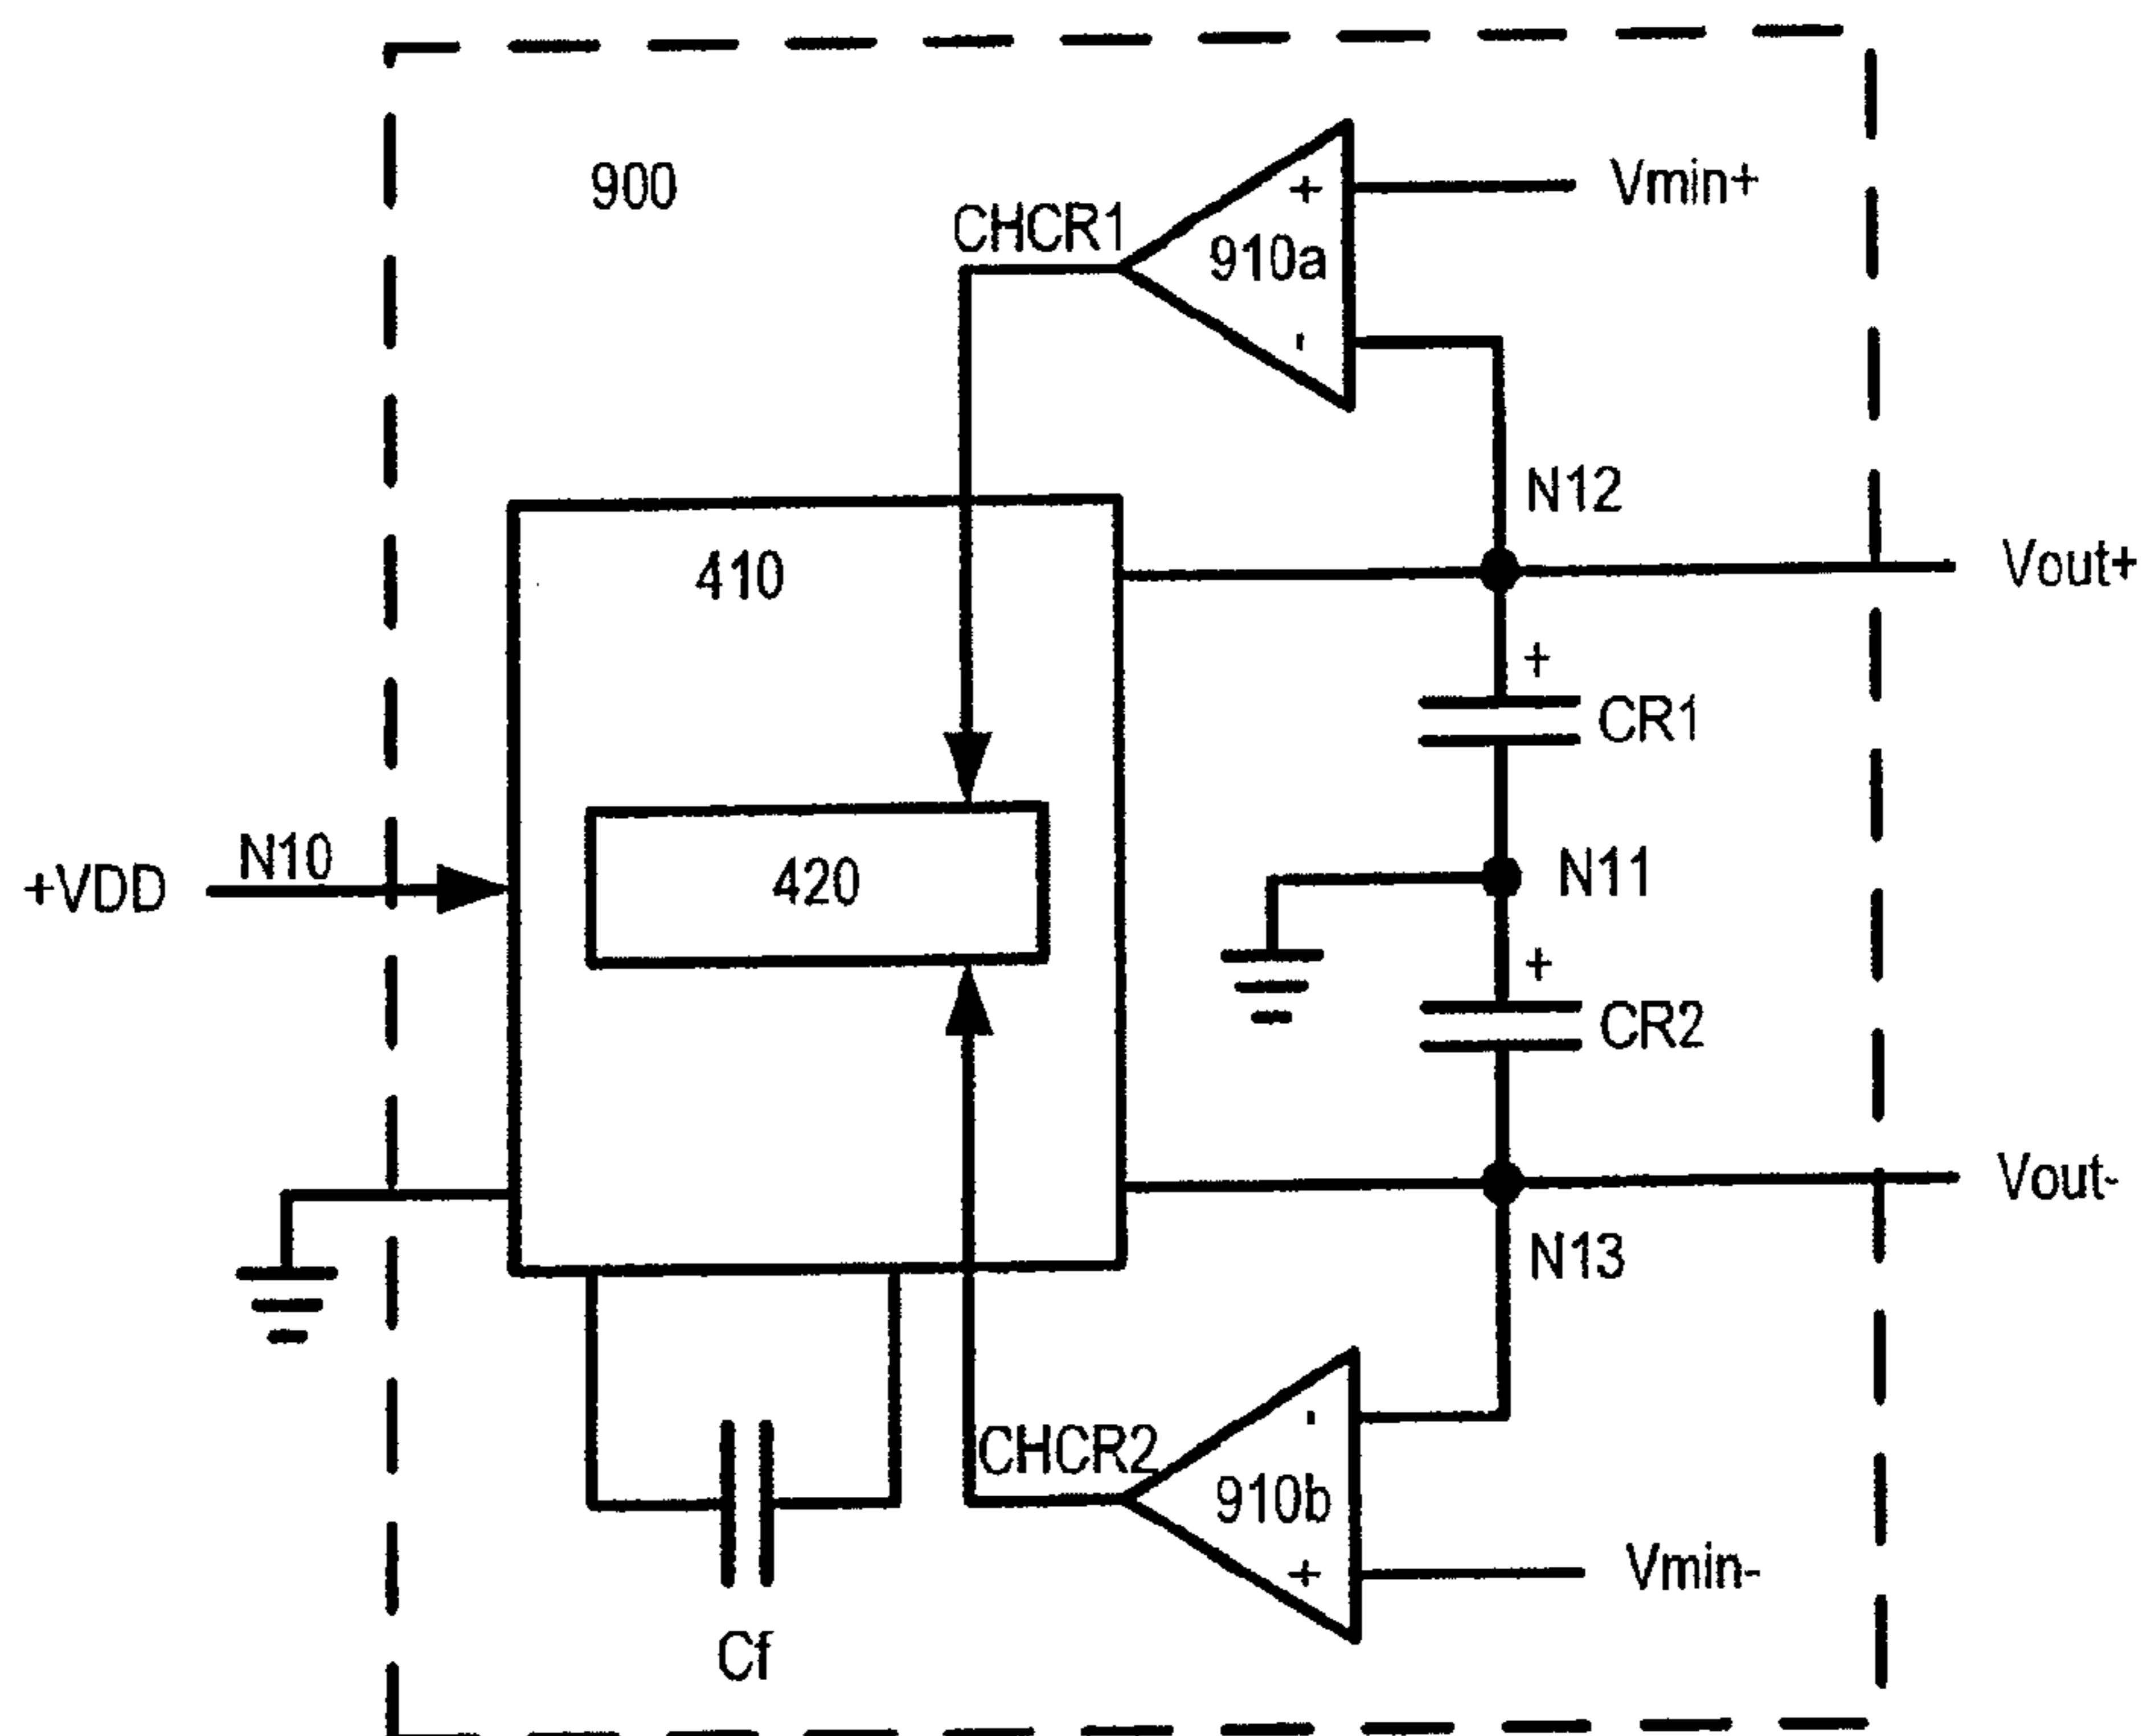 900
Vmin+
CHCR1
+
910a
-
N12
410
Vout+
+
CR1
+VDD
N10
420
N11
+
CR2
Vout-
N13
CHCR2
-
910b
+
Vmin-
Cf